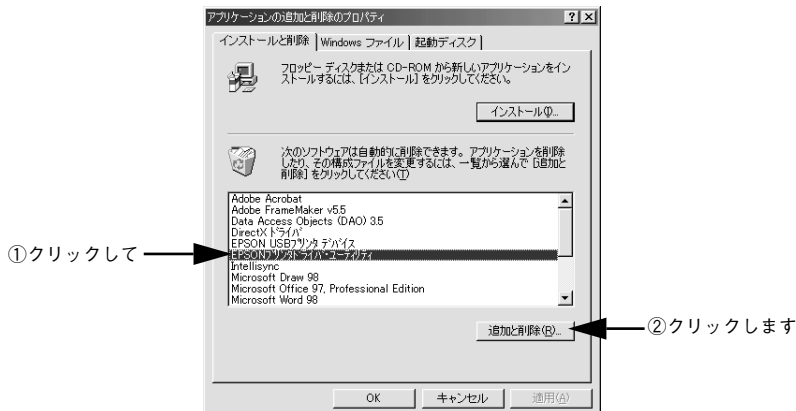 アプリケーションの追加と削除のプロパティ
インストールと削除 Windows ファイル 起動ディスク
フロッピー ディスクまたは CD-ROM から新しいアプリケーションをイン
ストールするには、[インストール] をクリックしてください。
インストール(I)...
次のソフトウェアは自動的に削除できます。アプリケーションを削除
したり、その構成ファイルを変更するには、一覧から選んで [追加と
削除] をクリックしてください(T)
Adobe Acrobat
Adobe FrameMaker v5.5
Data Access Objects (DAO) 3.5
DirectX ドライバ
EPSON USBプリンタ デバイス
①クリックして
EPSONプリンタドライバ・ユーティリティ
Intellisync
Microsoft Draw 98
Microsoft Office 97, Professional Edition
Microsoft Word 98
追加と削除(R)...
②クリックします
OK キャンセル 適用(A)